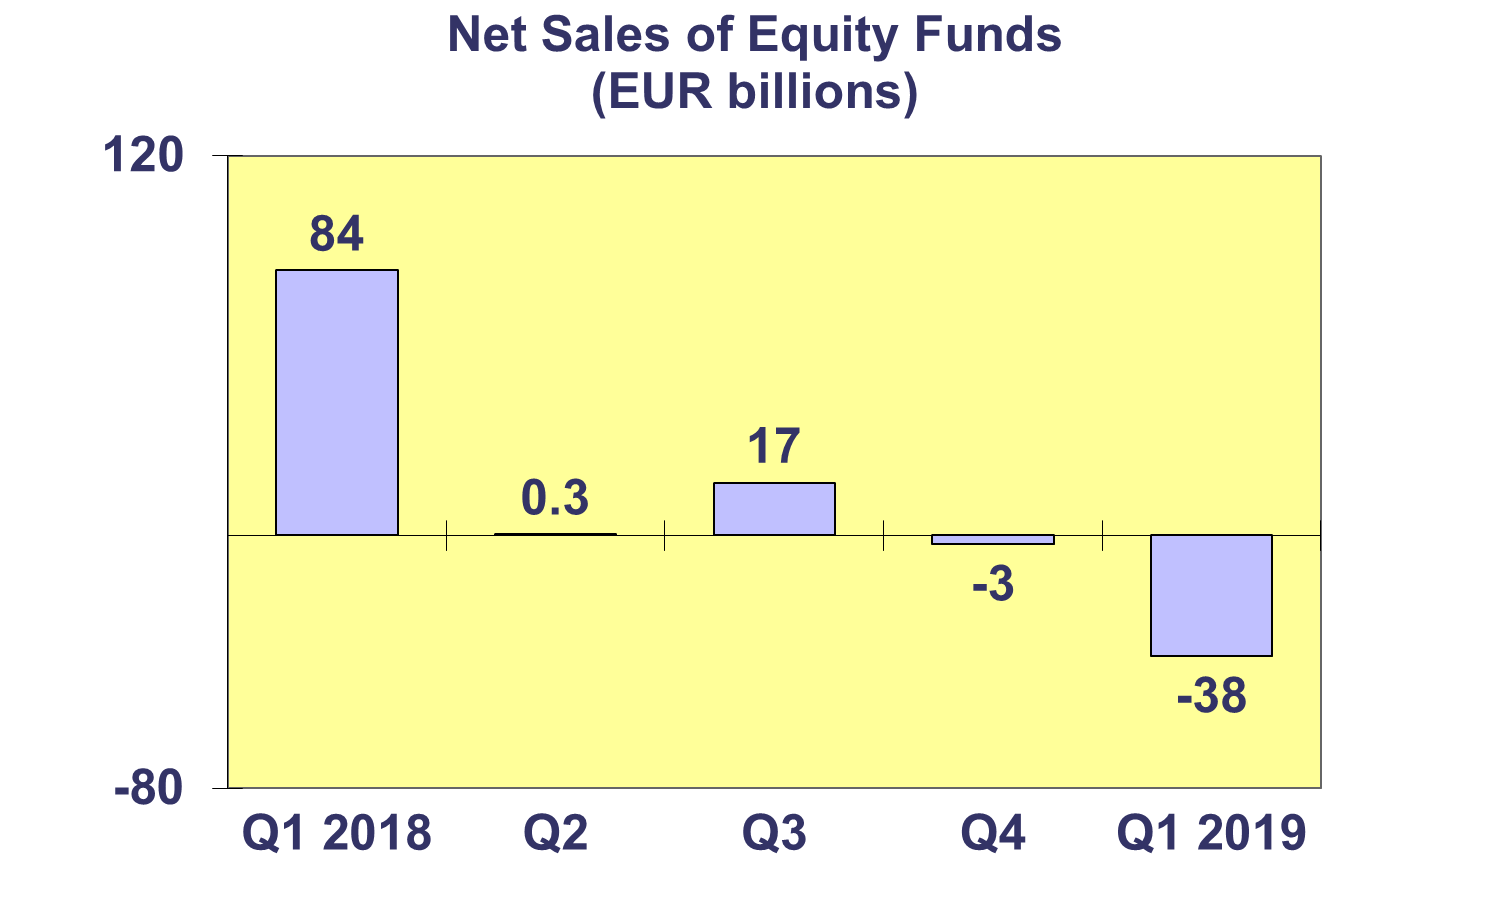 Net Sales of Equity Funds
(EUR billions)
120
84
17
0.3
-3
-38
-80
Q1 2018 Q2 Q3 Q4 Q1 2019